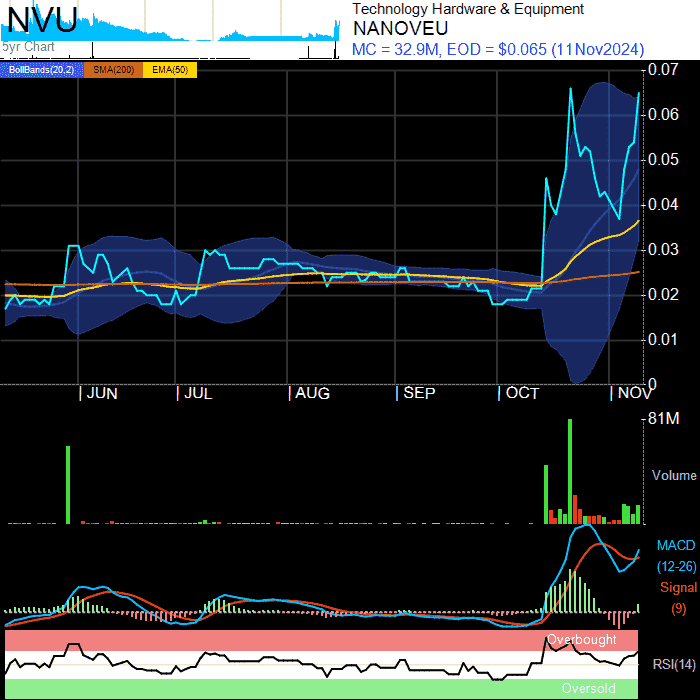 NVU
5yr Chart
Technology Hardware & Equipment
NANOVEU
MC = 32.9M, EOD = $0.065 (11Nov2024)
BollBands(20,2) SMA(200) EMA(50)
0.07
0.06
0.05
0.04
0.03
0.02
0.01
0
JUN JUL AUG SEP OCT NOV
81M
Volume
MACD
(12-26)
Signal
(9)
Overbought
RSI(14)
Oversold